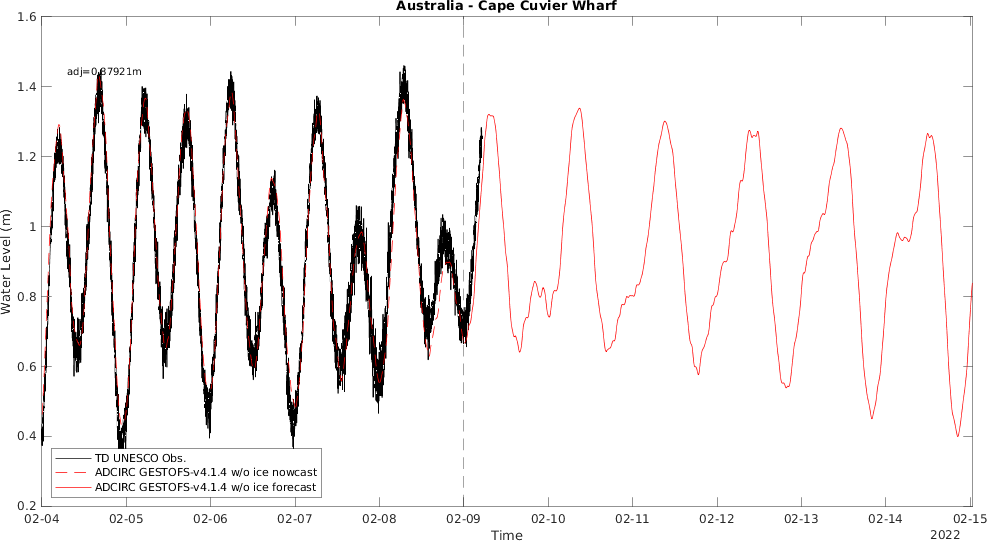 Australia - Cape Cuvier Wharf
1.6
1.4
1.2
1
0.8
0.6
0.4
0.2
Water Level (m)
adj=0.87921m
TD UNESCO Obs.
ADCIRC GESTOFS-v4.1.4 w/o ice nowcast
ADCIRC GESTOFS-v4.1.4 w/o ice forecast
02-04 02-05 02-06 02-07 02-08 02-09 02-10 02-11 02-12 02-13 02-14 02-15
Time
2022